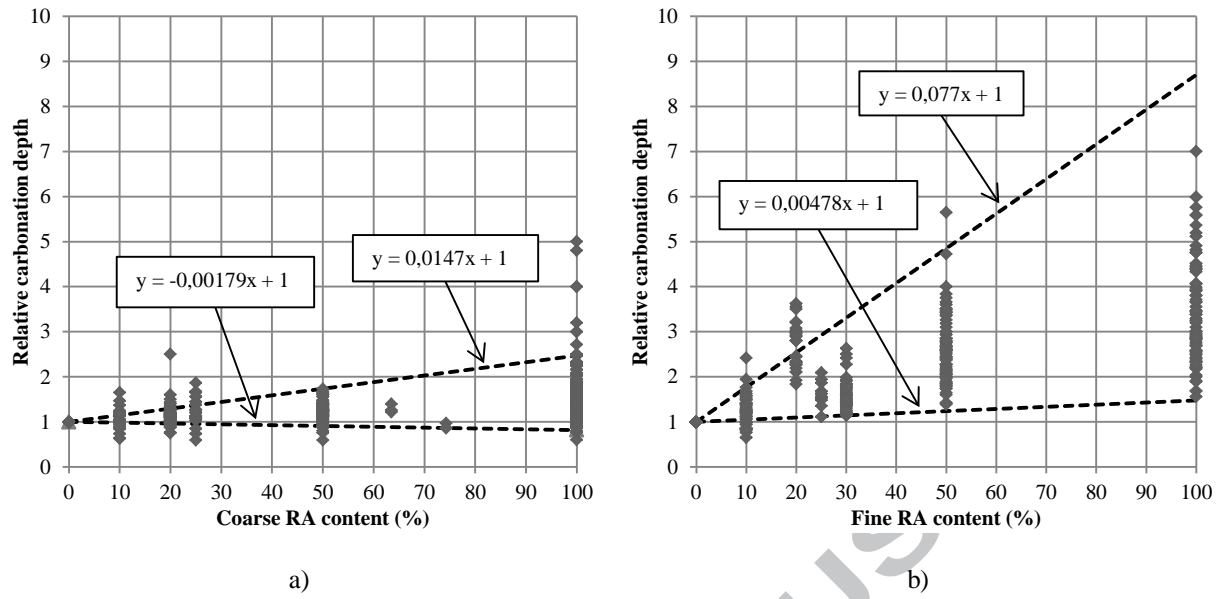 10
9
8
7
6
5
4
3
2
1
0
Relative carbonation depth
y = -0,00179x + 1
y = 0,0147x + 1
0 10 20 30 40 50 60 70 80 90 100
Coarse RA content (%)
a)
10
9
8
7
6
5
4
3
2
1
0
Relative carbonation depth
y = 0,077x + 1
y = 0,00478x + 1
0 10 20 30 40 50 60 70 80 90 100
Fine RA content (%)
b)